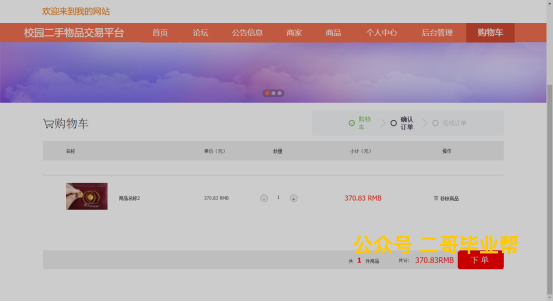 欢迎来到我的网站
校园二手物品交易平台 首页 论坛 公告信息 商家 商品 个人中心 后台管理 购物车
购物车 购物车 确认订单 完成订单
名称 单价（元） 数量 小计（元） 操作
商品名称2 370.83 RMB - 1 + 370.83 RMB 移除商品
公众号 二哥毕业帮
共 1 件商品 共计: 370.83RMB 下单